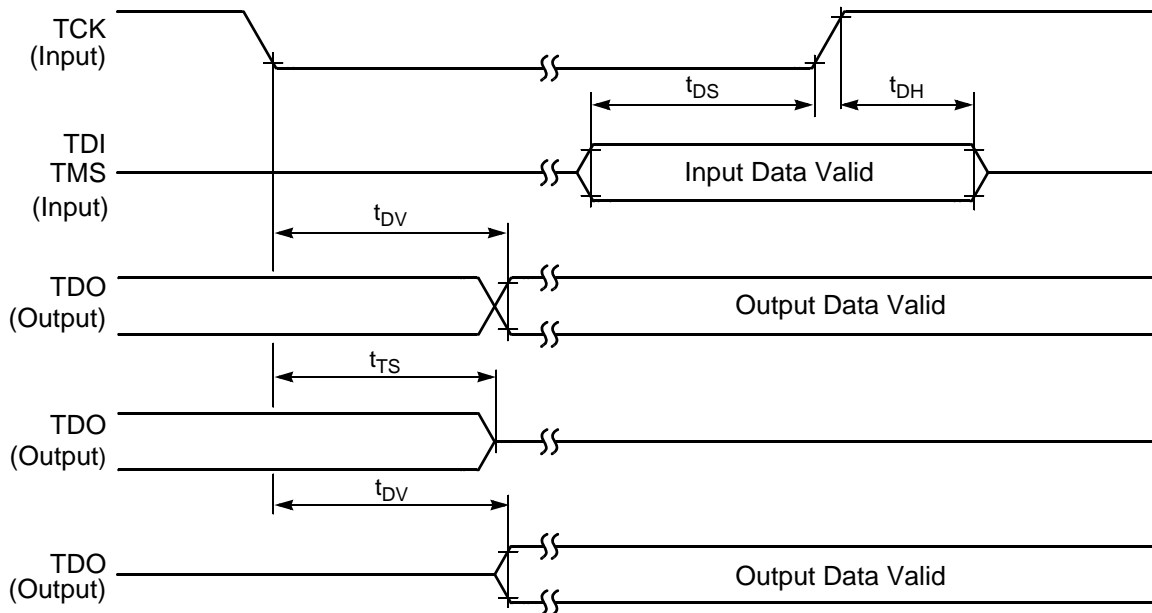 TCK
(Input)
tDS
tDH
TDI
TMS
(Input)
Input Data Valid
tDV
TDO
(Output)
Output Data Valid
tTS
TDO
(Output)
tDV
TDO
(Output)
Output Data Valid